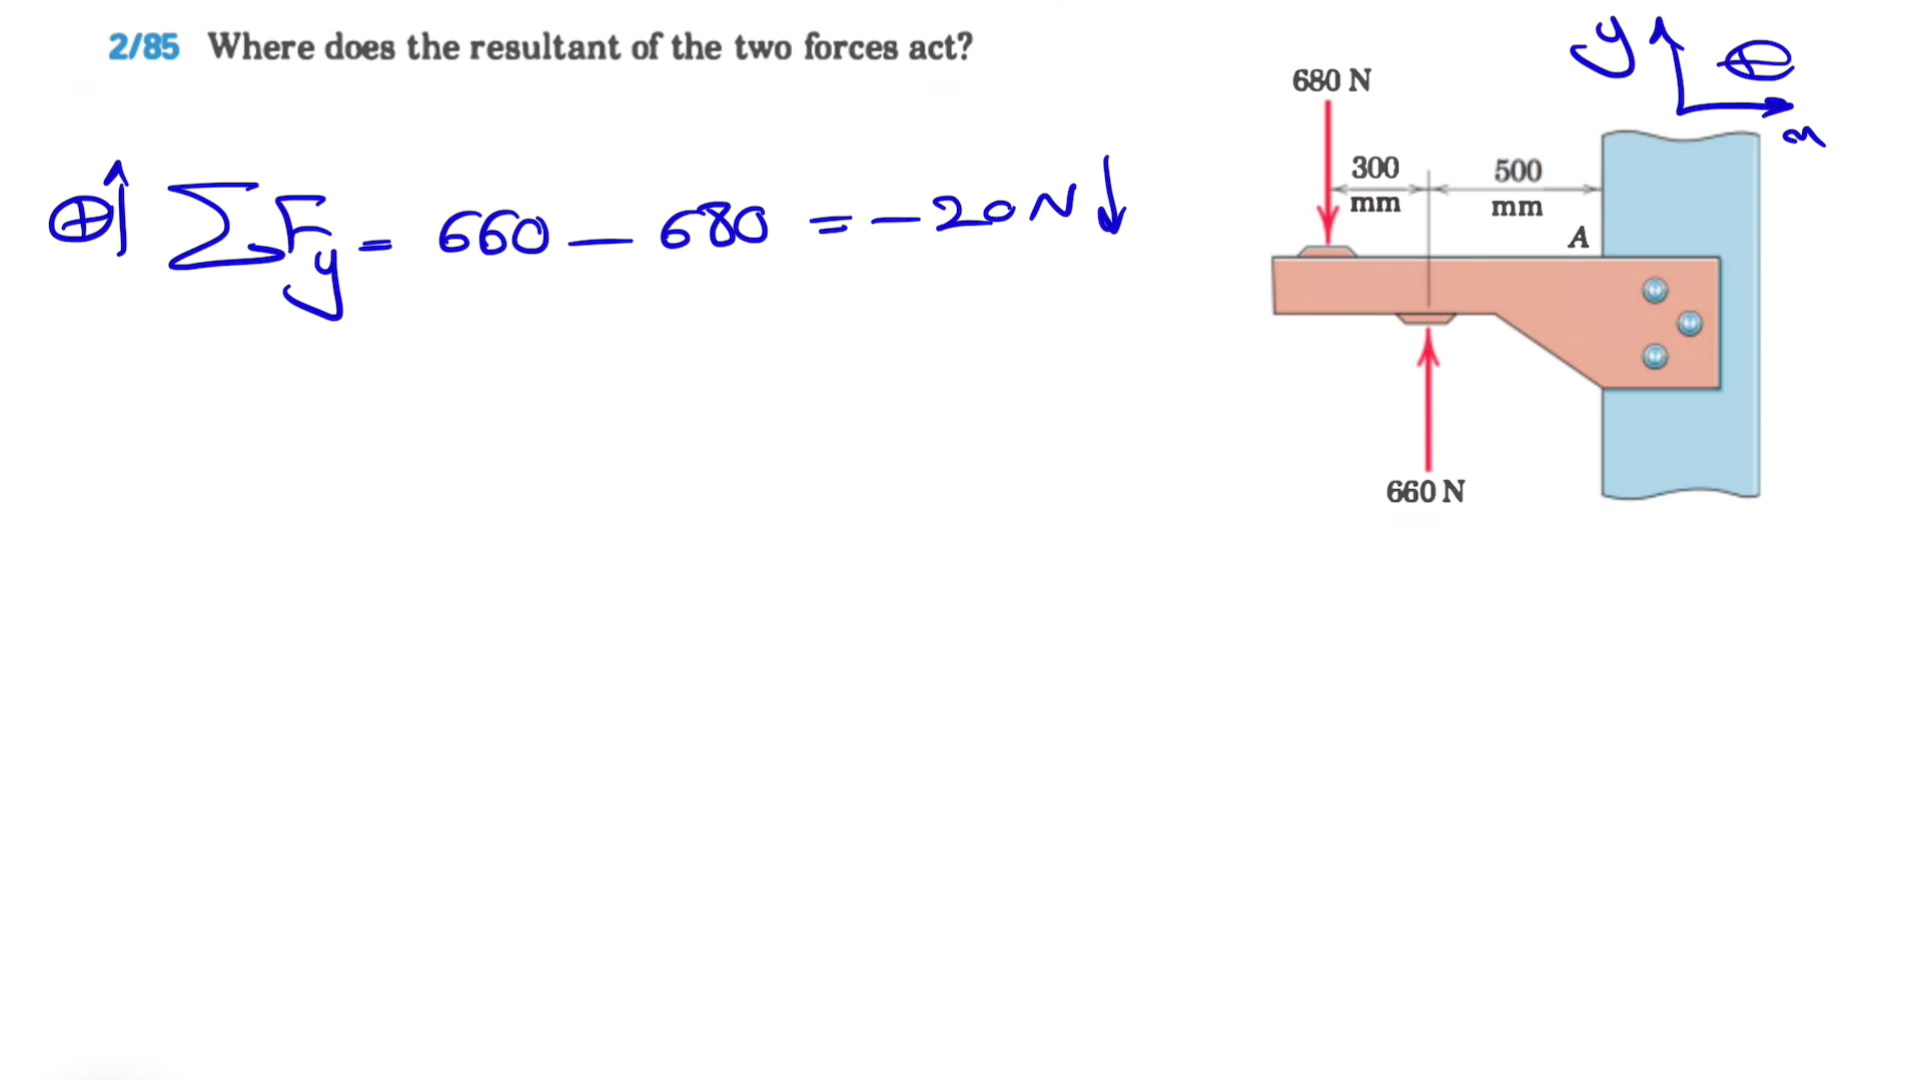 2/85 Where does the resultant of the two forces act?
y ⊕
680 N
300 mm
500 mm
A
⊕↑ ΣFy = 660 – 680 = –20 N ↓
660 N